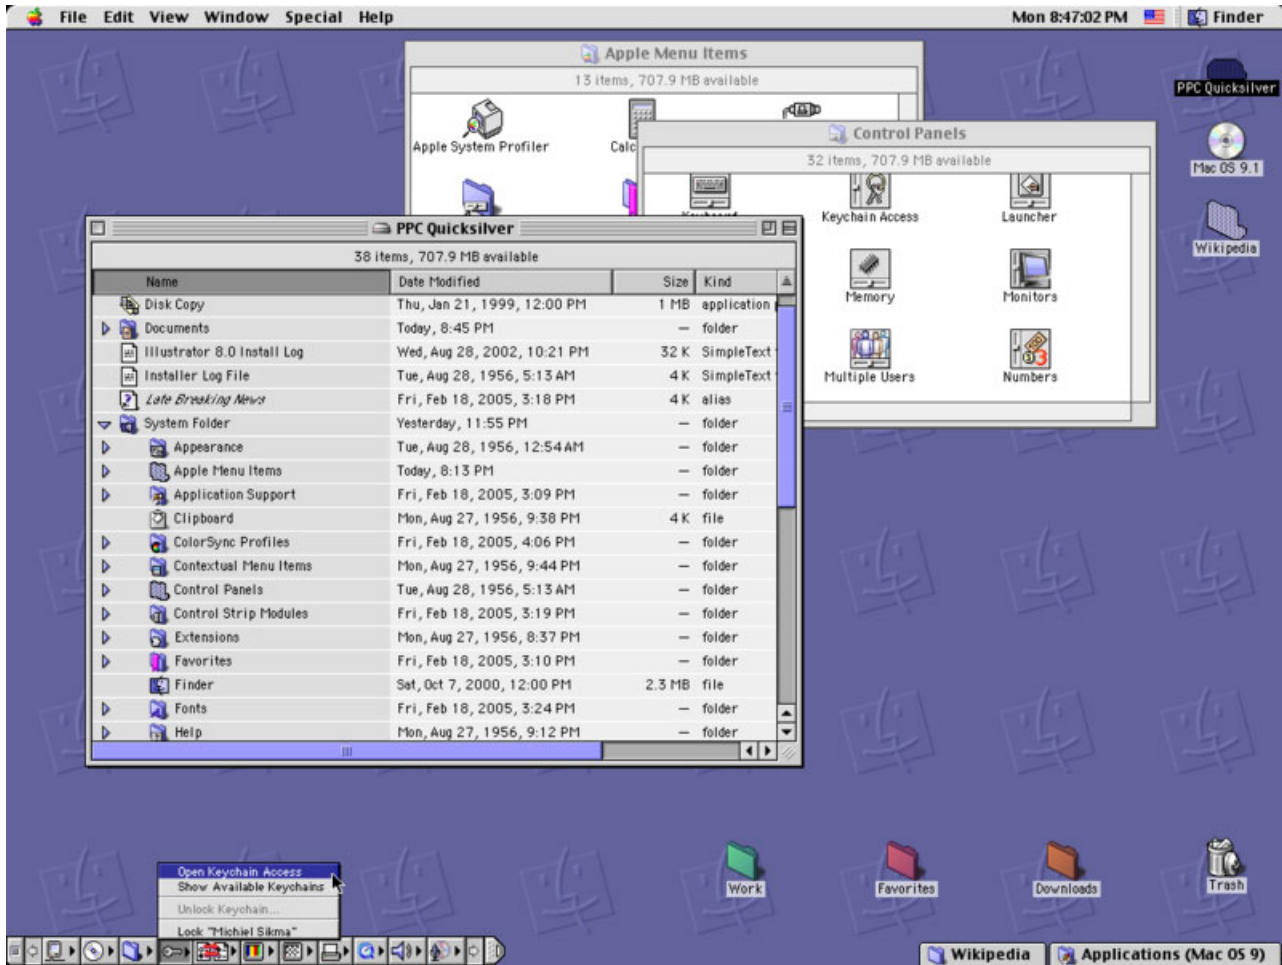 File Edit View Window Special Help Mon 8:47:02 PM Finder
Apple Menu Items
13 items, 707.9 MB available
Apple System Profiler
PPC Quicksilver
Mac OS 9.1
Wikipedia
Control Panels
32 items, 707.9 MB available
Keychain Access Launcher
Memory Monitors
Multiple Users Numbers
PPC Quicksilver
38 items, 707.9 MB available
Name Date Modified Size Kind
Disk Copy Thu, Jan 21, 1999, 12:00 PM 1 MB application
Documents Today, 8:45 PM — folder
Illustrator 8.0 Install Log Wed, Aug 28, 2002, 10:21 PM 32 K SimpleText
Installer Log File Tue, Aug 28, 1956, 5:13 AM 4 K SimpleText
Late Breaking News Fri, Feb 18, 2005, 3:18 PM 4 K alias
System Folder Yesterday, 11:55 PM — folder
Appearance Tue, Aug 28, 1956, 12:54 AM — folder
Apple Menu Items Today, 8:13 PM — folder
Application Support Fri, Feb 18, 2005, 3:09 PM — folder
Clipboard Mon, Aug 27, 1956, 9:38 PM 4 K file
ColorSync Profiles Fri, Feb 18, 2005, 4:06 PM — folder
Contextual Menu Items Mon, Aug 27, 1956, 9:44 PM — folder
Control Panels Tue, Aug 28, 1956, 5:13 AM — folder
Control Strip Modules Fri, Feb 18, 2005, 3:19 PM — folder
Extensions Mon, Aug 27, 1956, 8:37 PM — folder
Favorites Fri, Feb 18, 2005, 3:10 PM — folder
Finder Sat, Oct 7, 2000, 12:00 PM 2.3 MB file
Fonts Fri, Feb 18, 2005, 3:24 PM — folder
Help Mon, Aug 27, 1956, 9:12 PM — folder
Work Favorites Downloads Trash
Open Keychain Access
Show Available Keychains
Unlock Keychain...
Lock "Michiel Sikma"
Wikipedia Applications (Mac OS 9)